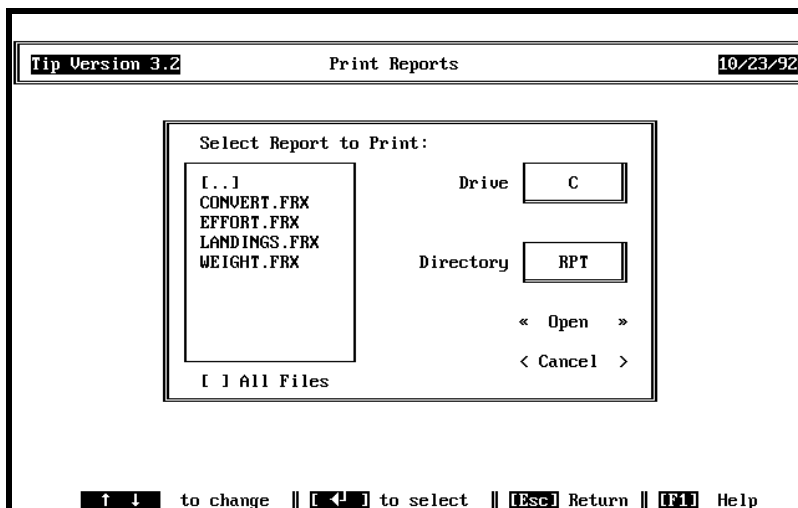 Tip Version 3.2 Print Reports 10/23/92
Select Report to Print:
[..]
CONVERT.FRX
EFFORT.FRX
LANDINGS.FRX
WEIGHT.FRX
Drive C
Directory RPT
« Open »
< Cancel >
[ ] All Files
↑ ↓ to change ‖ [ ◄┘ ] to select ‖ [Esc] Return ‖ [F1] Help